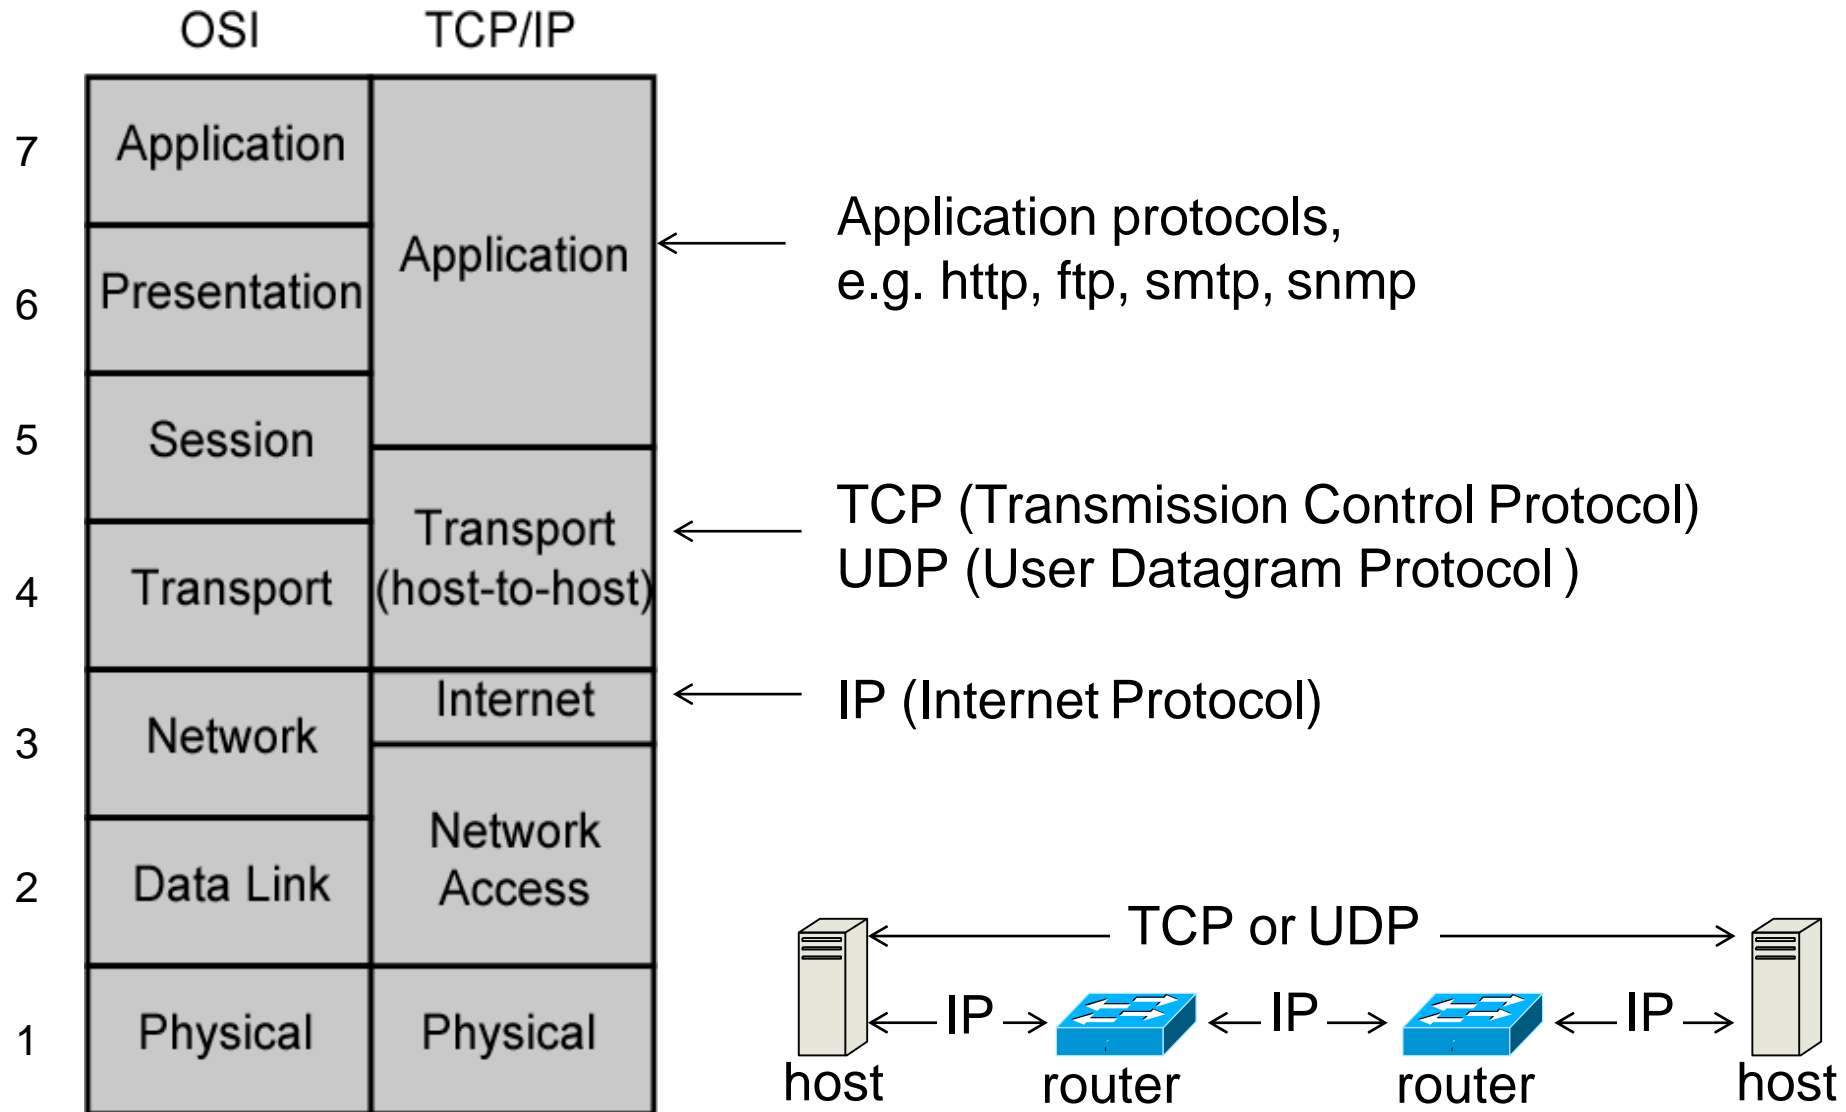 OSI TCP/IP
7 Application
6 Presentation
5 Session
4 Transport
3 Network
2 Data Link
1 Physical
Application
Transport
(host-to-host)
Internet
Network
Access
Physical
Application protocols,
e.g. http, ftp, smtp, snmp
TCP (Transmission Control Protocol)
UDP (User Datagram Protocol )
IP (Internet Protocol)
TCP or UDP
IP IP IP
host router router host